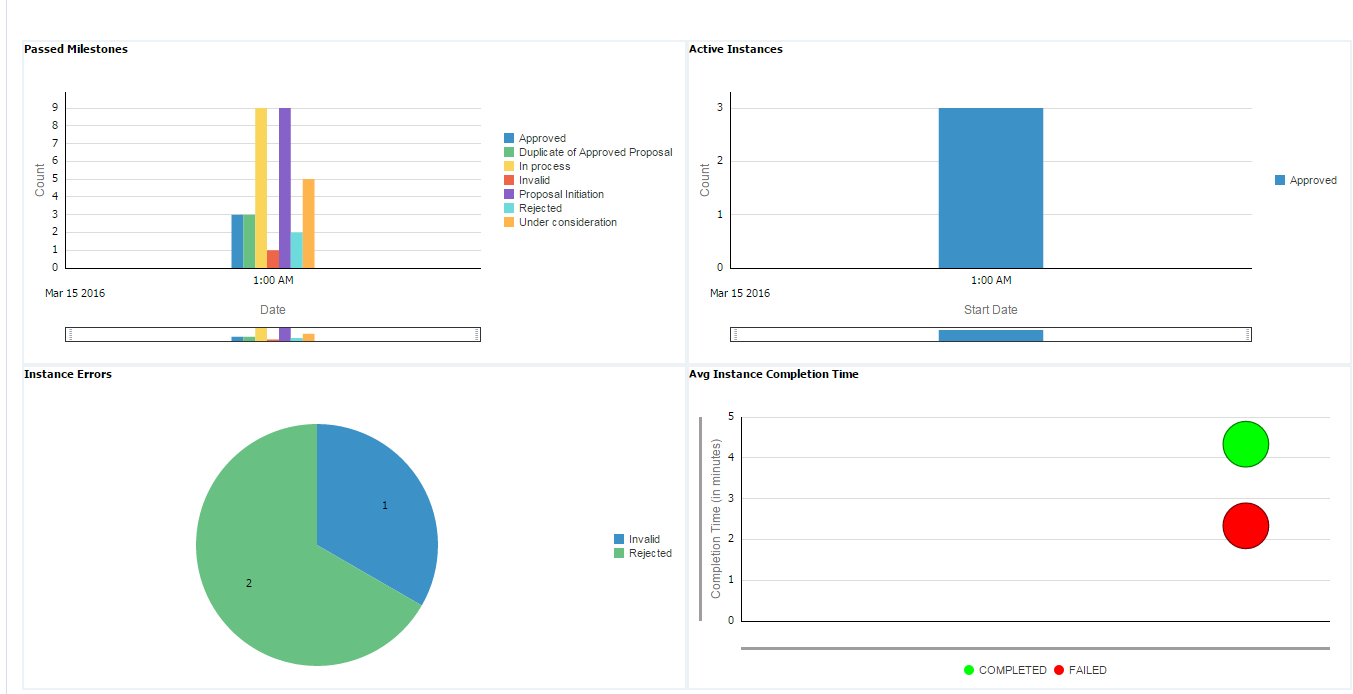 Passed Milestones
9
8
7
6
5
4
3
2
1
0
Count
1:00 AM
Mar 15 2016
Date
Approved
Duplicate of Approved Proposal
In process
Invalid
Proposal Initiation
Rejected
Under consideration
Active Instances
3
2
1
0
Count
1:00 AM
Mar 15 2016
Start Date
Approved
Instance Errors
1
2
Invalid
Rejected
Avg Instance Completion Time
5
4
3
2
1
0
Completion Time (in minutes)
COMPLETED FAILED